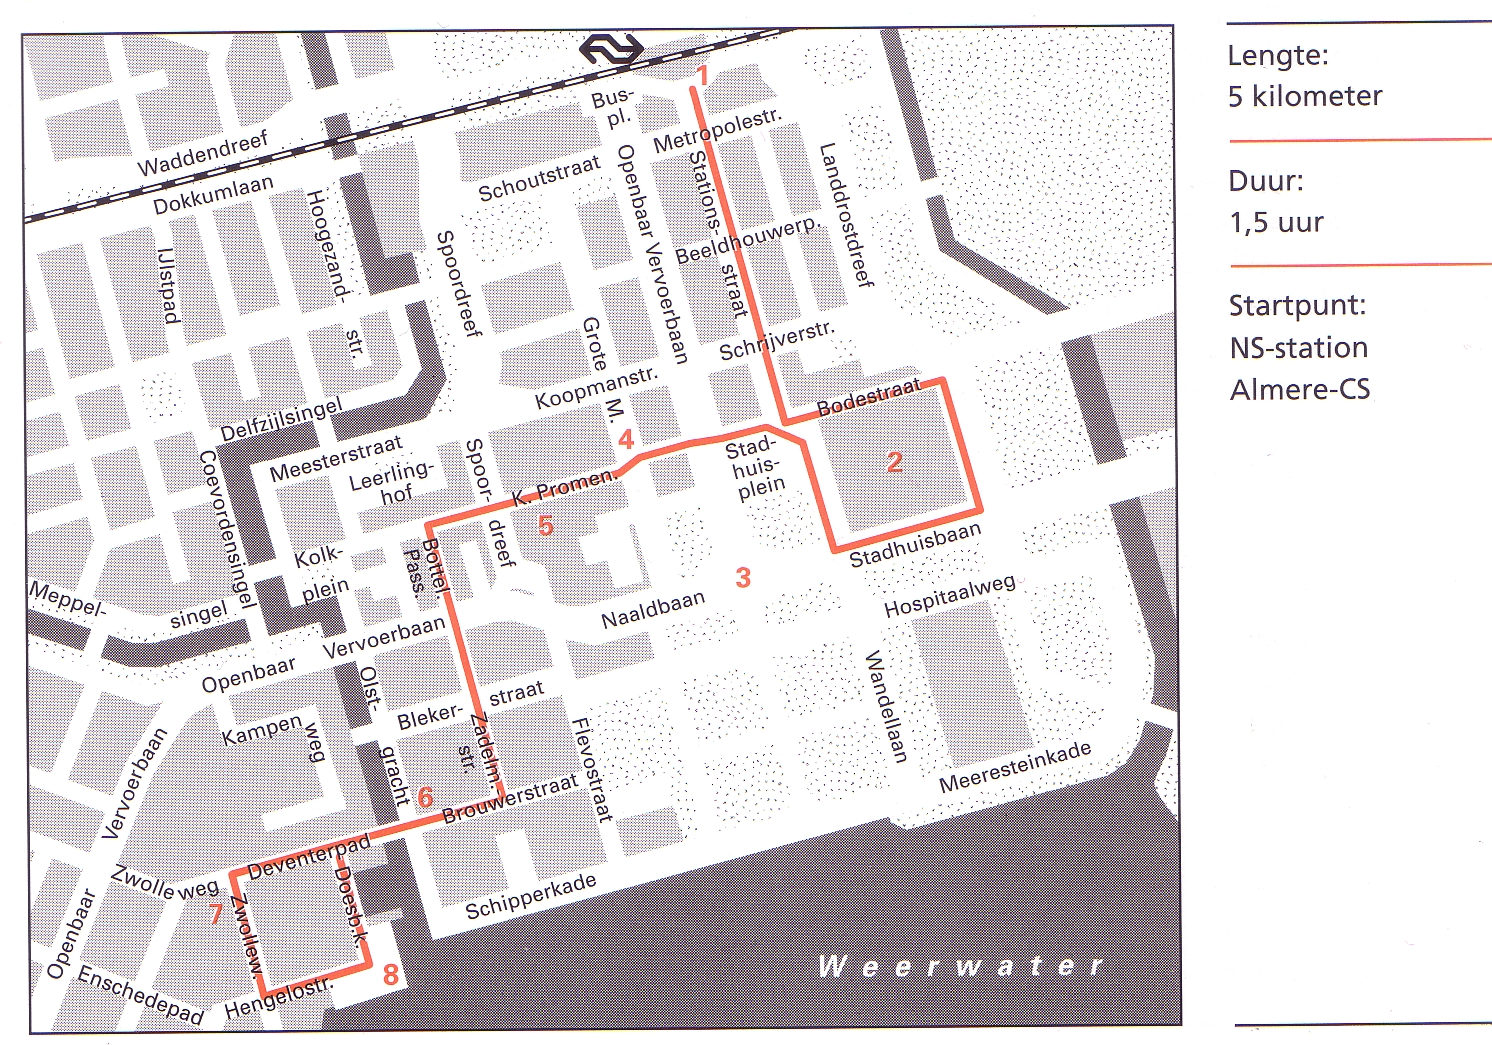 1
Bus-
pl.
Metropolestr.
Waddendreef
Dokkumlaan
Schoutstraat
Openbaar Vervoerbaan
Stations-
straat
Landrostdreef
Hoogezand-
str.
IJlstpad
Spoordreef
Beeldhouwerp.
Grote
M.
Schrijverstr.
Koopmanstr.
Bodestraat
Delfzijlsingel
Meesterstraat
Leerling-
hof
Spoor-
dreef
4
Stad-
huis-
plein
2
K. Promen.
5
Coevordensingel
Kolk-
plein
Bottel.
Pass.
Stadhuisbaan
3
Hospitaalweg
Naaldbaan
Meppel-
singel
Openbaar
Vervoerbaan
Olst-
gracht
Bleker-
straat
Zadelm.
str.
Flevostraat
Wandellaan
Kampen
weg
Vervoerbaan
Openbaar
Meeresteinkade
6
Brouwerstraat
Deventerpad
Zwolle weg
7
Zwollew.
Doesb.k.
Schipperkade
8
Hengelostr.
Enschedepad
Weerwater
Lengte:
5 kilometer
Duur:
1,5 uur
Startpunt:
NS-station
Almere-CS